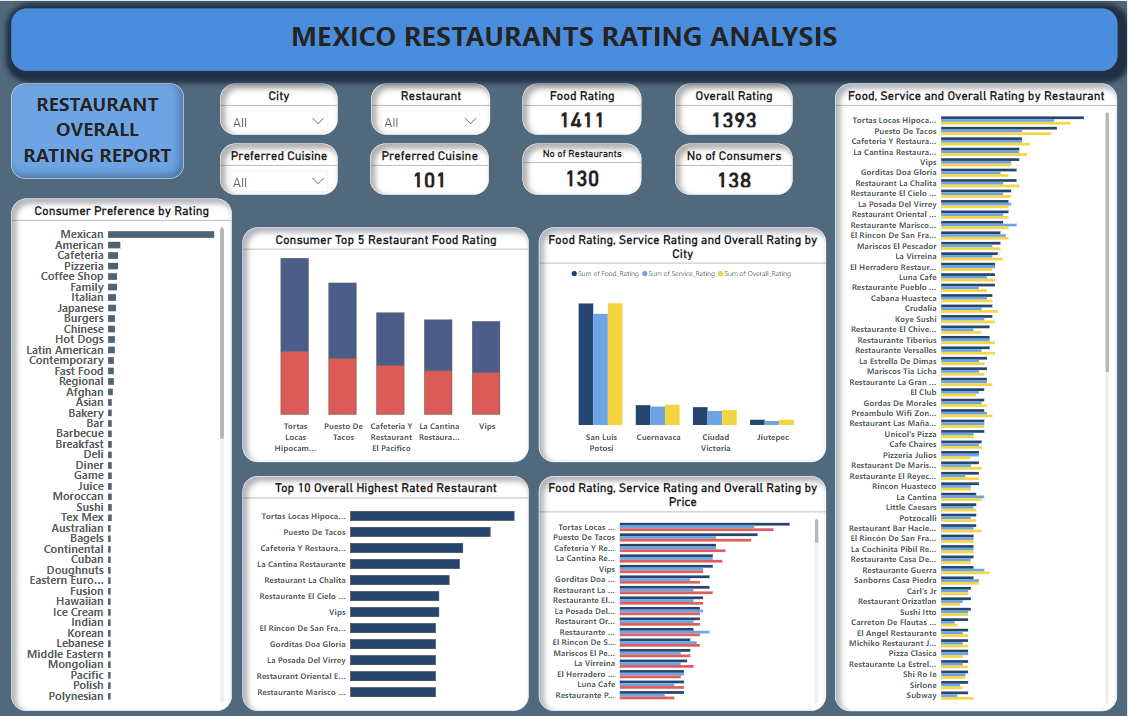 MEXICO RESTAURANTS RATING ANALYSIS
RESTAURANT
OVERALL
RATING REPORT
City
All
Restaurant
All
Food Rating
1411
Overall Rating
1393
Preferred Cuisine
All
Preferred Cuisine
101
No of Restaurants
130
No of Consumers
138
Consumer Preference by Rating
Mexican
American
Cafeteria
Pizzeria
Coffee Shop
Family
Italian
Japanese
Burgers
Chinese
Hot Dogs
Latin American
Contemporary
Fast Food
Regional
Afghan
Asian
Bakery
Bar
Barbecue
Breakfast
Deli
Diner
Game
Juice
Moroccan
Sushi
Tex Mex
Australian
Bagels
Continental
Cuban
Doughnuts
Eastern Euro...
Fusion
Hawaiian
Ice Cream
Indian
Korean
Lebanese
Middle Eastern
Mongolian
Pacific
Polish
Polynesian
Consumer Top 5 Restaurant Food Rating
Tortas
Locas
Hipocam...
Puesto De
Tacos
Cafeteria Y
Restaurant
El Pacifico
La Cantina
Restaura...
Vips
Food Rating, Service Rating and Overall Rating by
City
Sum of Food_Rating Sum of Service_Rating Sum of Overall_Rating
San Luis
Potosi
Cuernavaca
Ciudad
Victoria
Jiutepec
Top 10 Overall Highest Rated Restaurant
Tortas Locas Hipoca...
Puesto De Tacos
Cafeteria Y Restaura...
La Cantina Restaurante
Restaurant La Chalita
Restaurante El Cielo ...
Vips
El Rincon De San Fra...
Gorditas Doa Gloria
La Posada Del Virrey
Restaurant Oriental E...
Restaurante Marisco ...
Food Rating, Service Rating and Overall Rating by
Price
Tortas Locas ...
Puesto De Tacos
Cafeteria Y Re...
La Cantina Re...
Vips
Gorditas Doa ...
Restaurant La ...
Restaurante El...
La Posada Del...
Restaurant Or...
Restaurante ...
El Rincon De S...
Mariscos El Pe...
La Virreina
El Herradero ...
Luna Cafe
Restaurante P...
Food, Service and Overall Rating by Restaurant
Tortas Locas Hipoca...
Puesto De Tacos
Cafeteria Y Restaura...
La Cantina Restaura...
Vips
Gorditas Doa Gloria
Restaurant La Chalita
Restaurante El Cielo ...
La Posada Del Virrey
Restaurant Oriental ...
Restaurante Marisco...
El Rincon De San Fra...
Mariscos El Pescador
La Virreina
El Herradero Restaur...
Luna Cafe
Restaurante Pueblo ...
Cabana Huasteca
Crudalia
Koye Sushi
Restaurante El Chive...
Restaurante Tiberius
Restaurante Versalles
La Estrella De Dimas
Mariscos Tía Licha
Restaurante La Gran ...
El Club
Gordas De Morales
Preambulo Wifi Zon...
Restaurant Las Maña...
Unicol's Pizza
Cafe Chaires
Pizzeria Julios
Restaurant De Maris...
Restaurante El Reyec...
Rincon Huasteco
La Cantina
Little Caesars
Potzocalli
Restaurant Bar Hacie...
El Rincón De San Fra...
La Cochinita Pibil Re...
Restaurante Casa De...
Restaurante Guerra
Sanborns Casa Piedra
Carl's Jr
Restaurant Orizatlan
Sushi Itto
Carreton De Flautas ...
El Angel Restaurante
Michiko Restaurant J...
Pizza Clasica
Restaurante La Estrel...
Shi Ro Ie
Sirlone
Subway